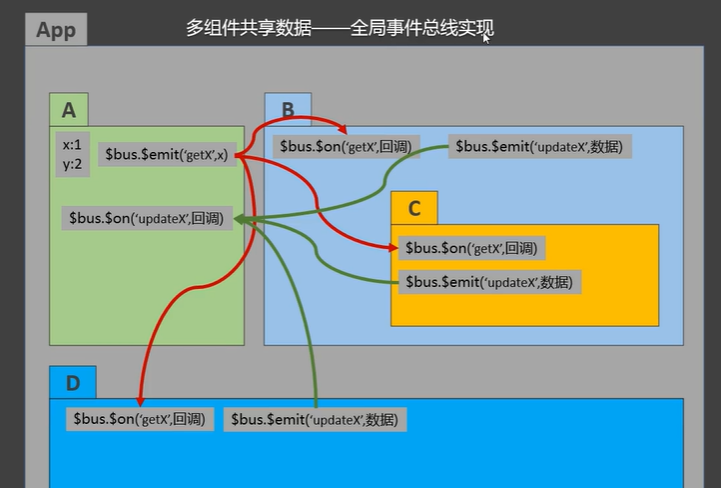 App
多组件共享数据——全局事件总线实现
A
x:1
y:2
$bus.$emit(‘getX’,x)
$bus.$on(‘updateX’,回调)
B
$bus.$on(‘getX’,回调)
$bus.$emit(‘updateX’,数据)
C
$bus.$on(‘getX’,回调)
$bus.$emit(‘updateX’,数据)
D
$bus.$on(‘getX’,回调)
$bus.$emit(‘updateX’,数据)